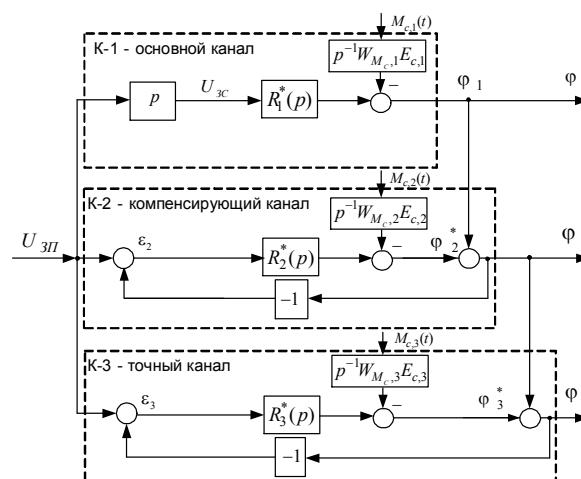 M_{c,1}(t)
К-1 - основной канал
p^{-1}W_{M_c,1}E_{c,1}
p
U_{ЗС}
R_1^*(p)
−
φ_1
φ
M_{c,2}(t)
К-2 - компенсирующий канал
p^{-1}W_{M_c,2}E_{c,2}
U_{ЗП}
ε_2
R_2^*(p)
−
φ_2^*
φ
−1
M_{c,3}(t)
К-3 - точный канал
p^{-1}W_{M_c,3}E_{c,3}
ε_3
R_3^*(p)
−
φ_3^*
φ
−1